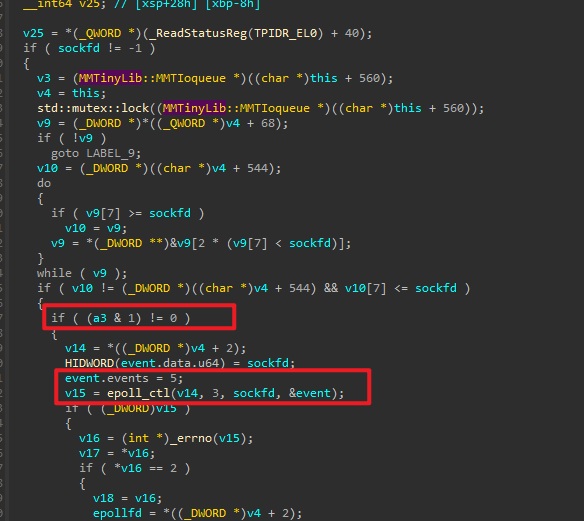 __int64 v25; // [xsp+28h] [xbp-8h]
v25 = *(_QWORD *)(_ReadStatusReg(TPIDR_EL0) + 40);
if ( sockfd != -1 )
{
v3 = (MMTinyLib::MMTIoqueue *)((char *)this + 560);
v4 = this;
std::mutex::lock((MMTinyLib::MMTIoqueue *)((char *)this + 560));
v9 = (_DWORD *)*((_QWORD *)v4 + 68);
if ( !v9 )
goto LABEL_9;
v10 = (_DWORD *)((char *)v4 + 544);
do
{
if ( v9[7] >= sockfd )
v10 = v9;
v9 = *(_DWORD **)&v9[2 * (v9[7] < sockfd)];
}
while ( v9 );
if ( v10 != (_DWORD *)((char *)v4 + 544) && v10[7] <= sockfd )
{
if ( (a3 & 1) != 0 )
{
v14 = *((_DWORD *)v4 + 2);
HIDWORD(event.data.u64) = sockfd;
event.events = 5;
v15 = epoll_ctl(v14, 3, sockfd, &event);
if ( (_DWORD)v15 )
{
v16 = (int *)_errno(v15);
v17 = *v16;
if ( *v16 == 2 )
{
v18 = v16;
epollfd = *((_DWORD *)v4 + 2);